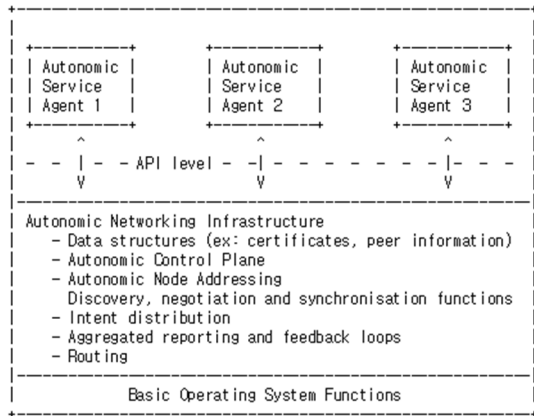 Autonomic Autonomic Autonomic
Service Service Service
Agent 1 Agent 2 Agent 3
API level
Autonomic Networking Infrastructure
- Data structures (ex: certificates, peer information)
- Autonomic Control Plane
- Autonomic Node Addressing
Discovery, negotiation and synchronisation functions
- Intent distribution
- Aggregated reporting and feedback loops
- Routing
Basic Operating System Functions